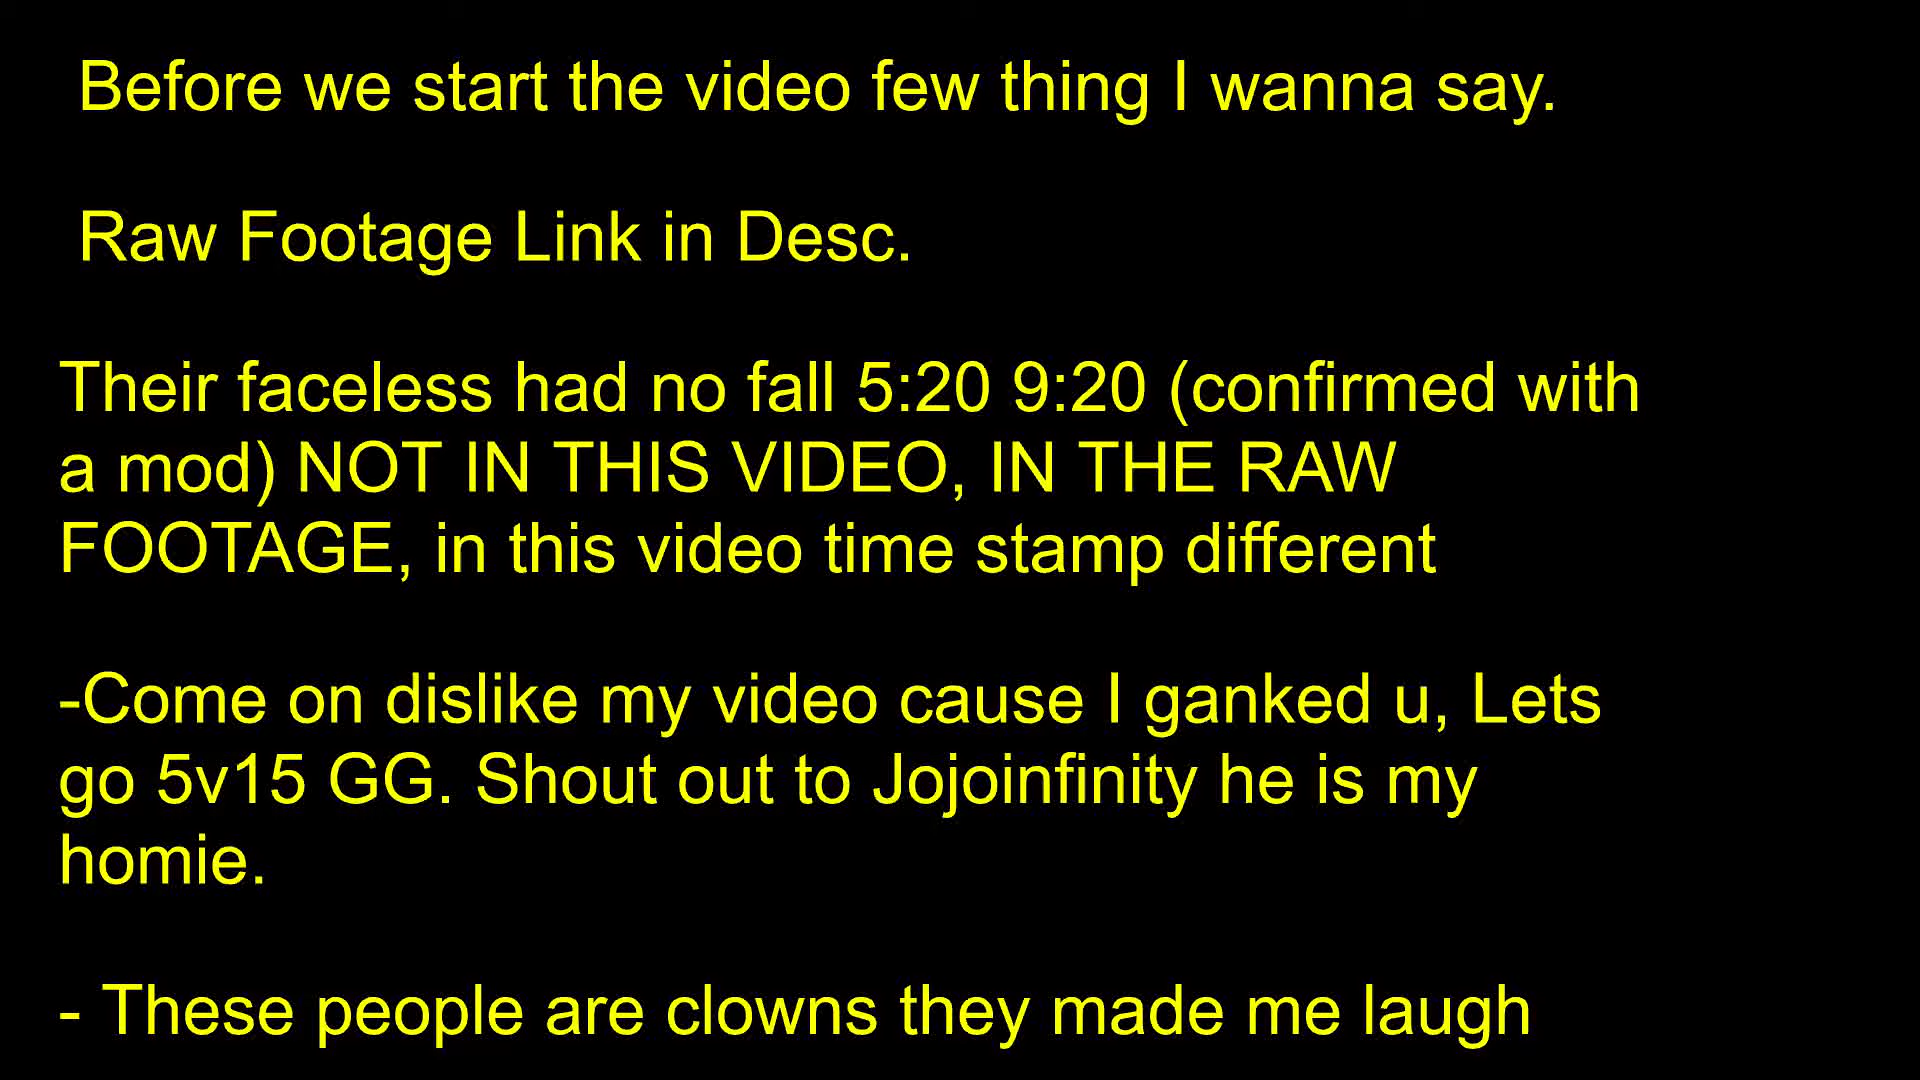 Before we start the video few thing I wanna say.
Raw Footage Link in Desc.
Their faceless had no fall 5:20 9:20 (confirmed with
a mod) NOT IN THIS VIDEO, IN THE RAW
FOOTAGE, in this video time stamp different
-Come on dislike my video cause I ganked u, Lets
go 5v15 GG. Shout out to Jojoinfinity he is my
homie.
- These people are clowns they made me laugh